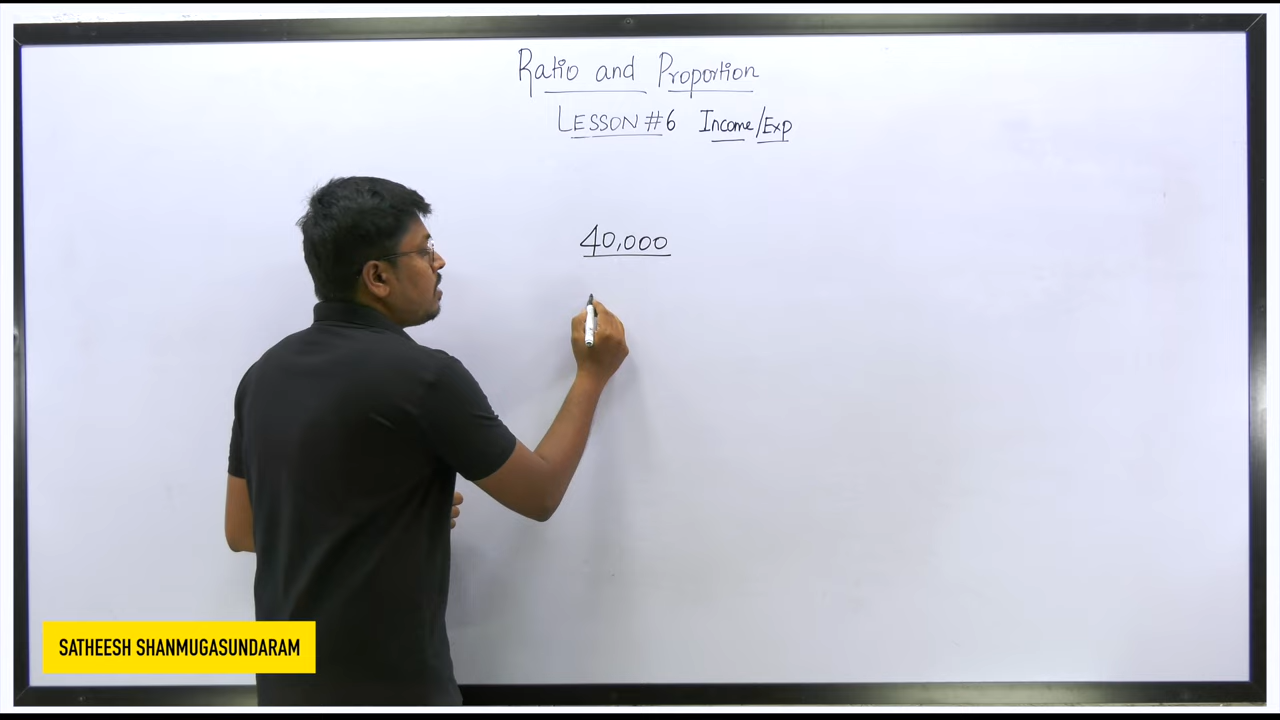 Ratio and Proportion
LESSON #6 Income/Exp
40,000
SATHEESH SHANMUGASUNDARAM